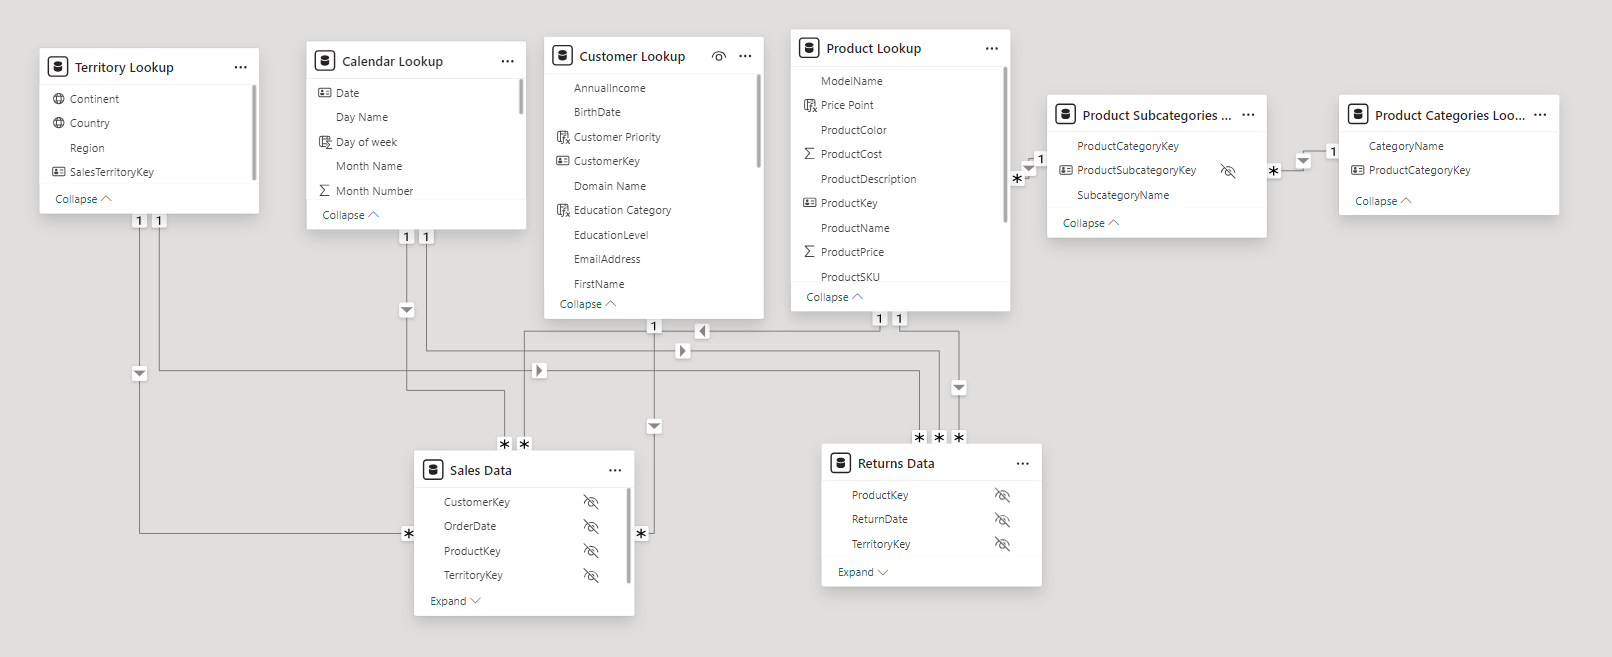 Territory Lookup
Continent
Country
Region
SalesTerritoryKey
Collapse
Calendar Lookup
Date
Day Name
Day of week
Month Name
Month Number
Collapse
Customer Lookup
AnnualIncome
BirthDate
Customer Priority
CustomerKey
Domain Name
Education Category
EducationLevel
EmailAddress
FirstName
Collapse
Product Lookup
ModelName
Price Point
ProductColor
ProductCost
ProductDescription
ProductKey
ProductName
ProductPrice
ProductSKU
Collapse
Product Subcategories ...
ProductCategoryKey
ProductSubcategoryKey
SubcategoryName
Collapse
Product Categories Loo...
CategoryName
ProductCategoryKey
Collapse
* 1
* 1
1 1
1 1
1
1 1
* *
* * *
* *
Sales Data
CustomerKey
OrderDate
ProductKey
TerritoryKey
Expand
Returns Data
ProductKey
ReturnDate
TerritoryKey
Expand